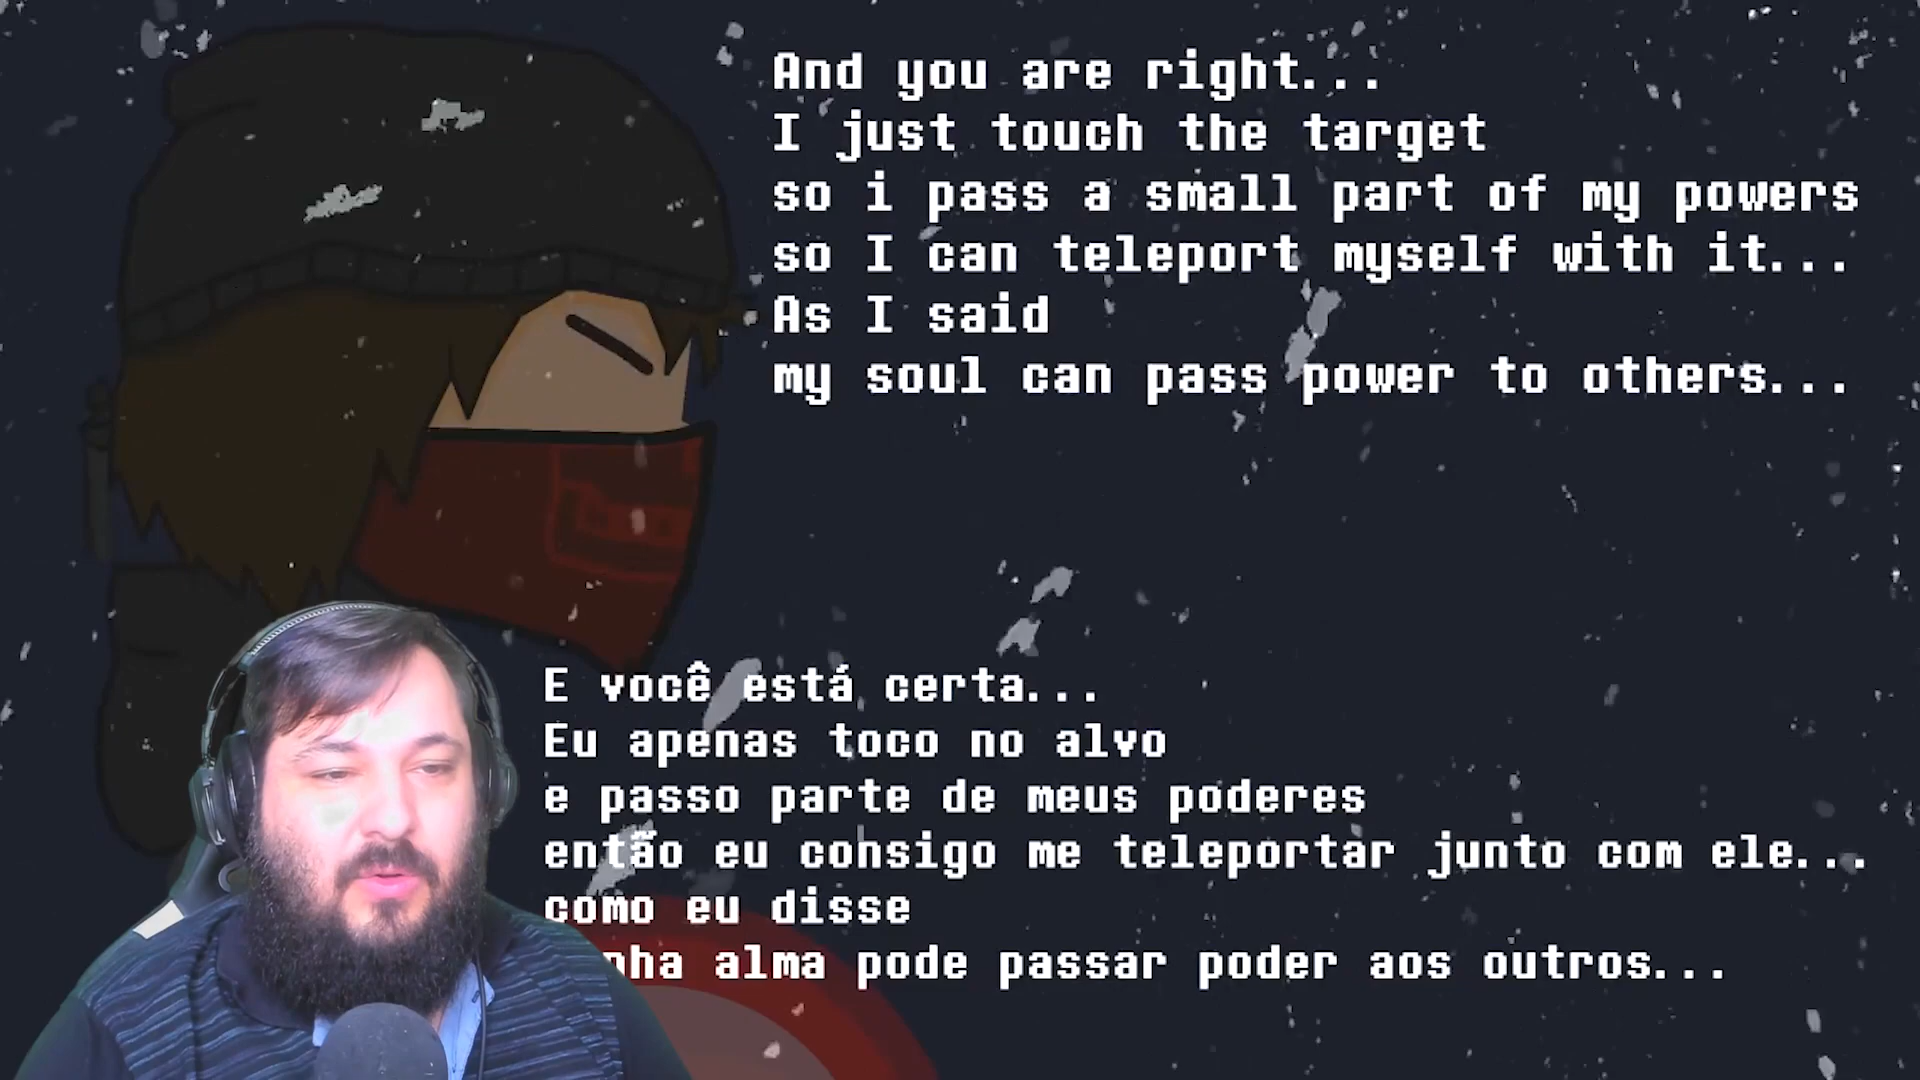 And you are right...
I just touch the target
so i pass a small part of my powers
so I can teleport myself with it...
As I said
my soul can pass power to others...
E você está certa...
Eu apenas toco no alvo
e passo parte de meus poderes
então eu consigo me teleportar junto com ele...
como eu disse
alma pode passar poder aos outros...